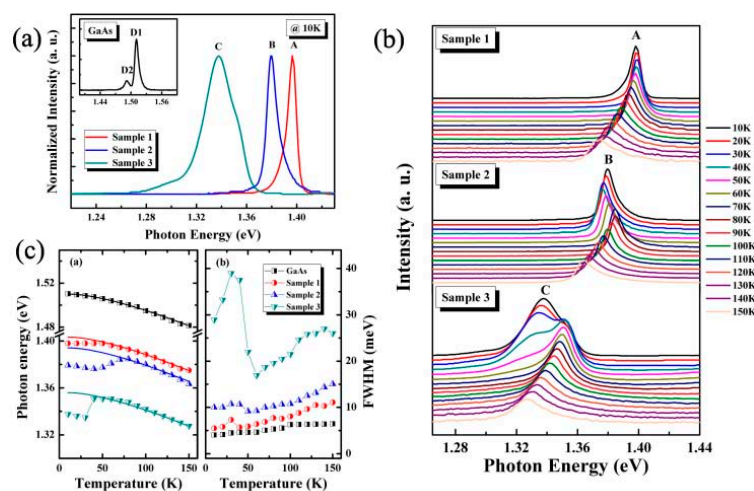 (a)
GaAs
D1
D2
1.44 1.50 1.56
C
B
A
@ 10K
Normalized Intensity (a. u.)
Sample 1
Sample 2
Sample 3
1.24 1.28 1.32 1.36 1.40
Photon Energy (eV)
(b)
Sample 1
A
Sample 2
B
Sample 3
C
Intensity (a. u.)
10K
20K
30K
40K
50K
60K
70K
80K
90K
100K
110K
120K
130K
140K
150K
1.28 1.32 1.36 1.40 1.44
Photon Energy (eV)
(c)
(a)
Photon energy (eV)
1.52
1.48
1.40
1.36
1.32
0 50 100 150
Temperature (K)
(b)
GaAs
Sample 1
Sample 2
Sample 3
40
30
20
10
0
FWHM (meV)
0 50 100 150
Temperature (K)